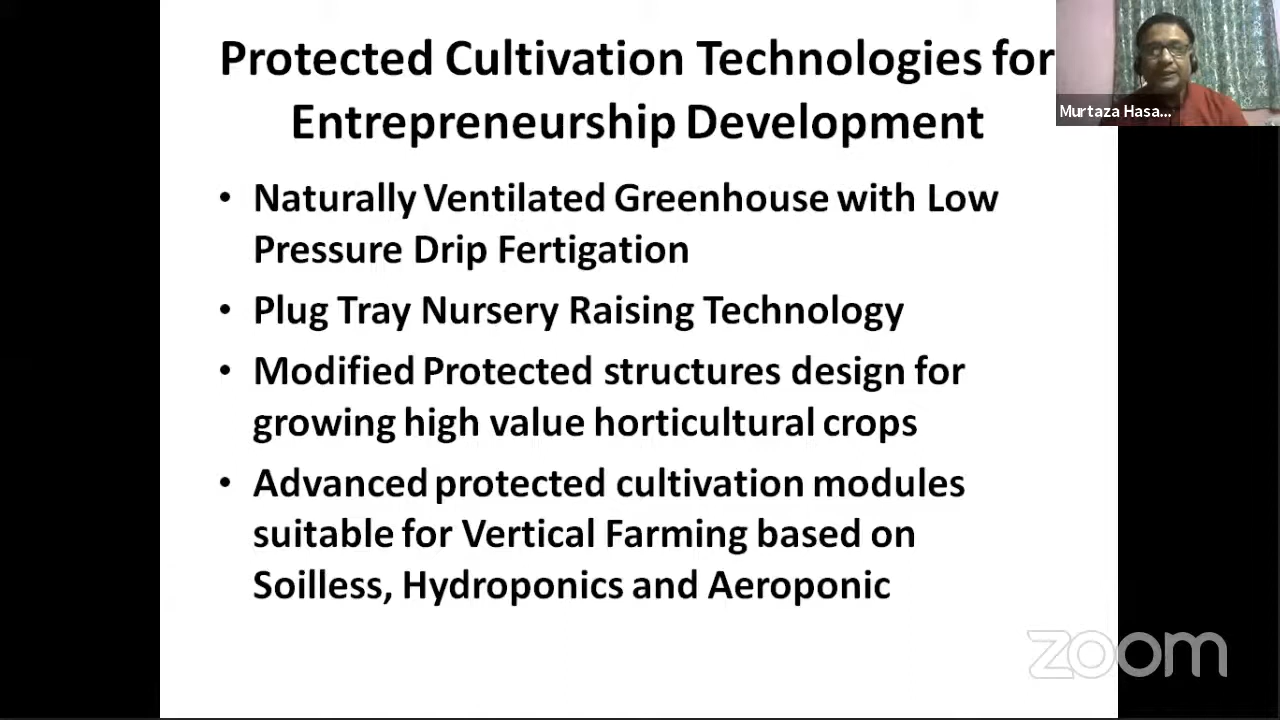 Protected Cultivation Technologies for
Entrepreneurship Development
• Naturally Ventilated Greenhouse with Low
Pressure Drip Fertigation
• Plug Tray Nursery Raising Technology
• Modified Protected structures design for
growing high value horticultural crops
• Advanced protected cultivation modules
suitable for Vertical Farming based on
Soilless, Hydroponics and Aeroponic
Murtaza Hasa...
zoom